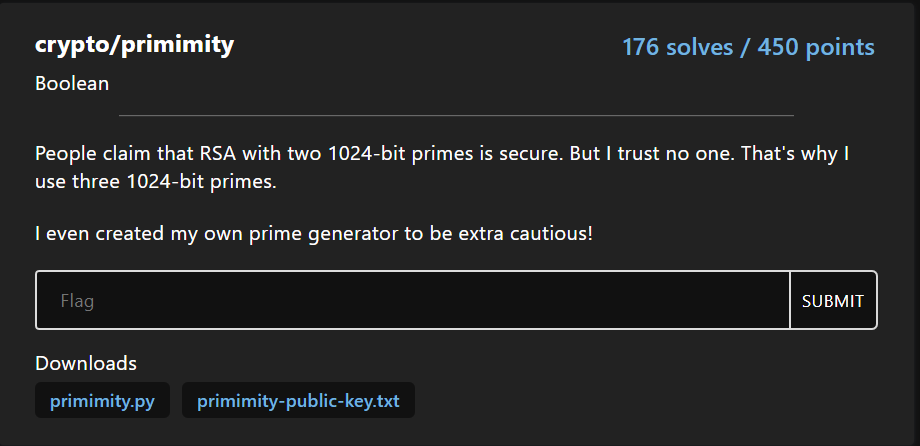 crypto/primimity
176 solves / 450 points
Boolean
People claim that RSA with two 1024-bit primes is secure. But I trust no one. That's why I
use three 1024-bit primes.
I even created my own prime generator to be extra cautious!
Flag
SUBMIT
Downloads
primimity.py
primimity-public-key.txt